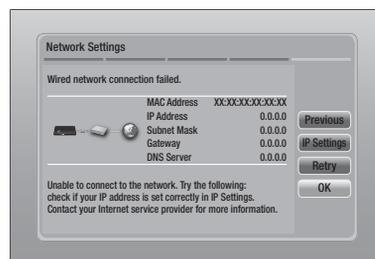 Network Settings
Wired network connection failed.
MAC Address XX:XX:XX:XX:XX:XX
IP Address 0.0.0.0
Subnet Mask 0.0.0.0
Gateway 0.0.0.0
DNS Server 0.0.0.0
Previous
IP Settings
Retry
OK
Unable to connect to the network. Try the following:
check if your IP address is set correctly in IP Settings.
Contact your Internet service provider for more information.